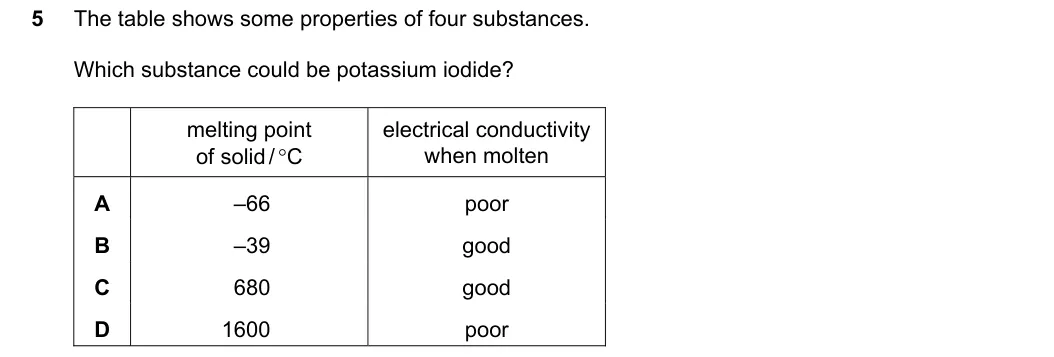 5 The table shows some properties of four substances.
Which substance could be potassium iodide?
melting point of solid / °C electrical conductivity when molten
A –66 poor
B –39 good
C 680 good
D 1600 poor